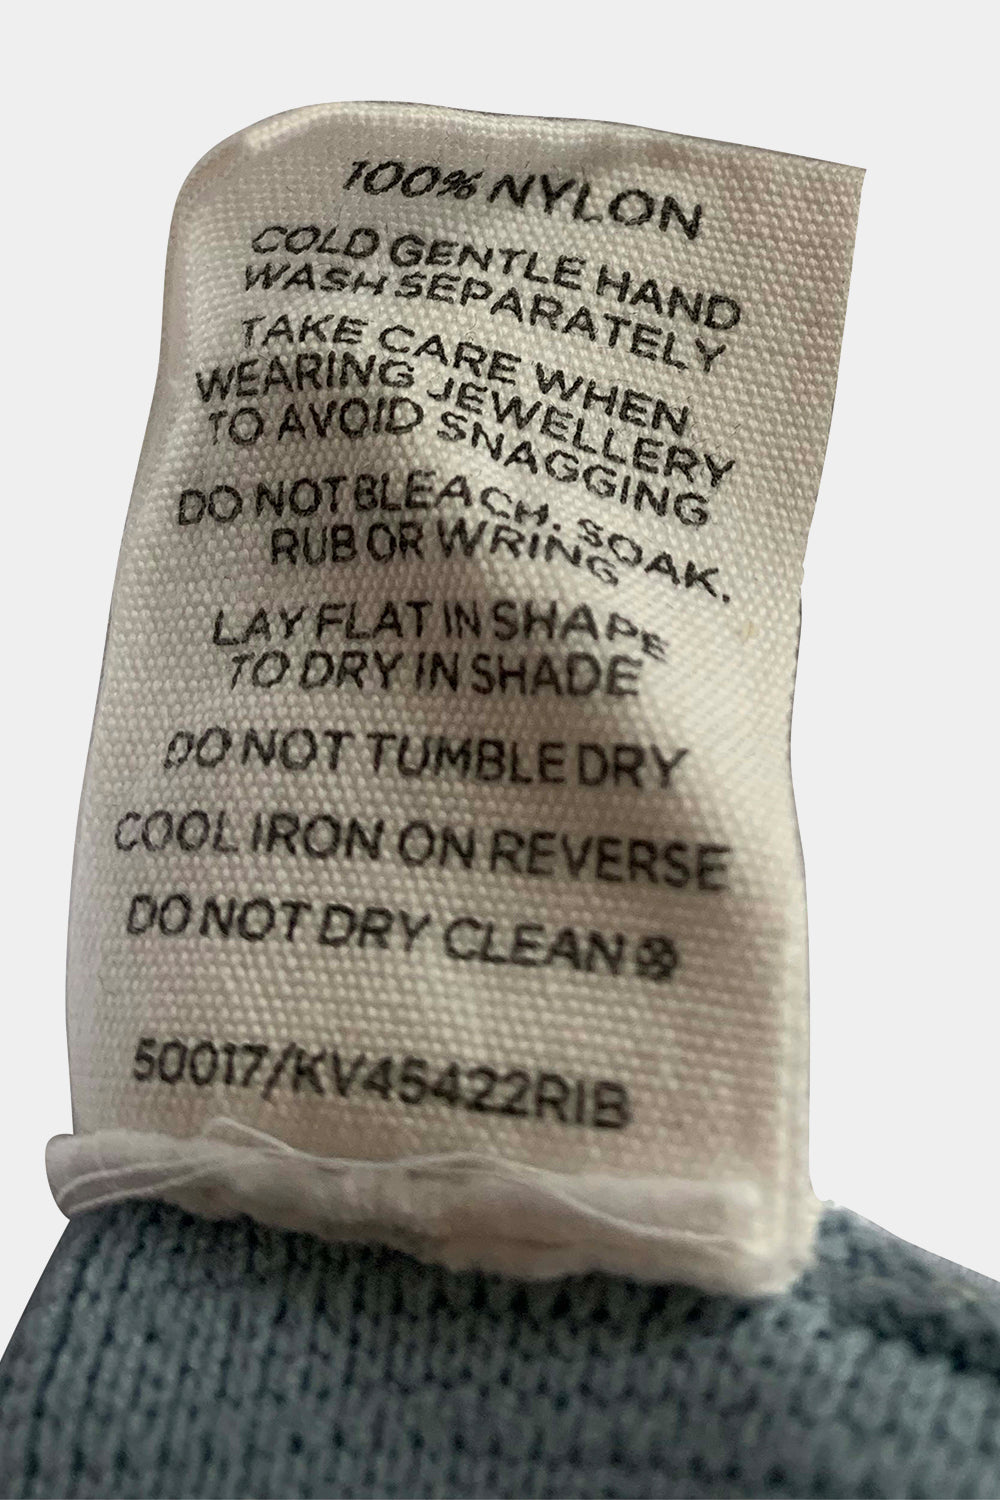 100% NYLON
COLD GENTLE HAND
WASH SEPARATELY
TAKE CARE WHEN
WEARING JEWELLERY
TO AVOID SNAGGING
DO NOT BLEACH. SOAK.
RUB OR WRING
LAY FLAT IN SHAPE
TO DRY IN SHADE
DO NOT TUMBLE DRY
COOL IRON ON REVERSE
DO NOT DRY CLEAN
50017/KV45422RIB